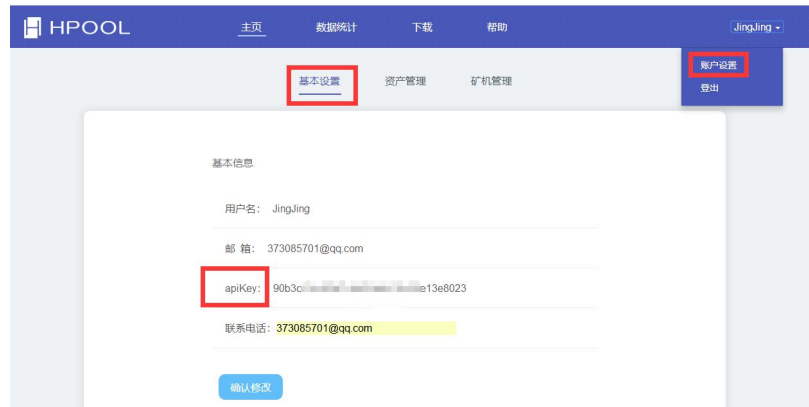 HPOOL 主页 数据统计 下载 帮助 JingJing
账户设置
登出
基本设置 资产管理 矿机管理
基本信息
用户名： JingJing
邮 箱： 373085701@qq.com
apiKey： 90b3c e13e8023
联系电话： 373085701@qq.com
确认修改